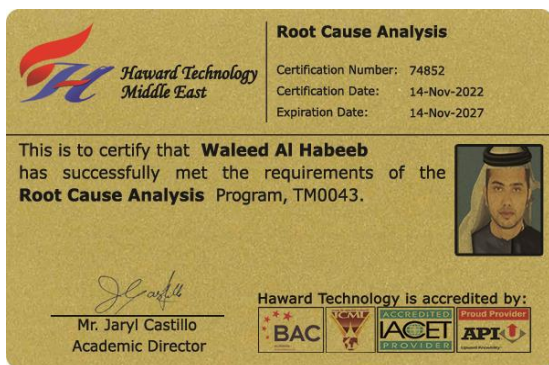 Haward Technology
Middle East
Root Cause Analysis
Certification Number: 74852
Certification Date: 14-Nov-2022
Expiration Date: 14-Nov-2027
This is to certify that Waleed Al Habeeb
has successfully met the requirements of the
Root Cause Analysis Program, TM0043.
Mr. Jaryl Castillo
Academic Director
Haward Technology is accredited by:
BAC
ICML
ACCREDITED
IACET
PROVIDER
Proud Provider
API